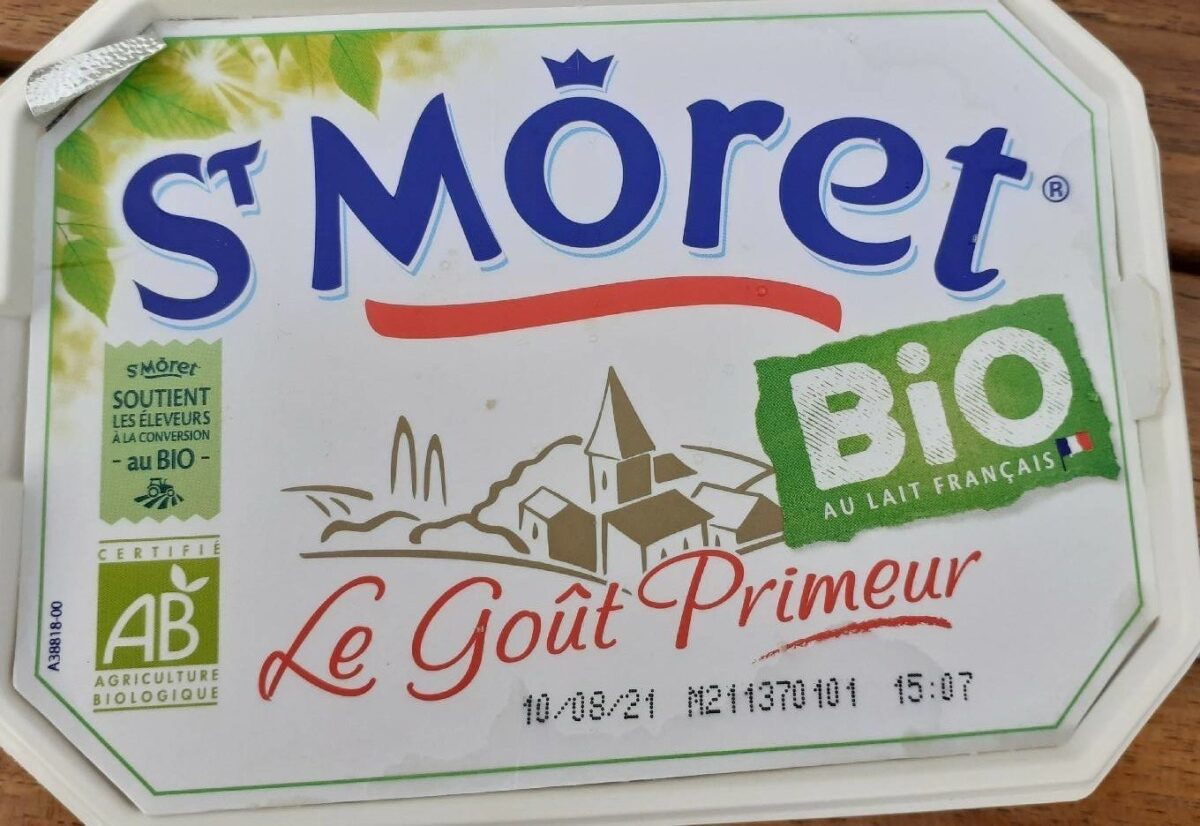 ST MÔret®
BiO
AU LAIT FRANÇAIS
ST MÔret
SOUTIENT
LES ÉLEVEURS
À LA CONVERSION
- au BIO -
CERTIFIÉ
AB
AGRICULTURE
BIOLOGIQUE
A38818-00
Le Goût Primeur
10/08/21 M211370101 15:07